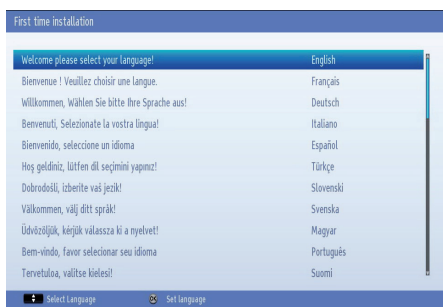 First time installation
Welcome please select your language! English
Bienvenue ! Veuillez choisir une langue. Français
Willkommen, Wählen Sie bitte Ihre Sprache aus! Deutsch
Benvenuti, Selezionate la vostra lingua! Italiano
Bienvenido, seleccione un idioma Español
Hoş geldiniz, lütfen dil seçimini yapınız! Türkçe
Dobrodošli, izberite vaš jezik! Slovenski
Välkommen, välj ditt språk! Svenska
Üdvözöljük, kérjük válassza ki a nyelvet! Magyar
Bem-vindo, favor selecionar seu idioma Português
Tervetuloa, valitse kielesi! Suomi
Select Language OK Set language